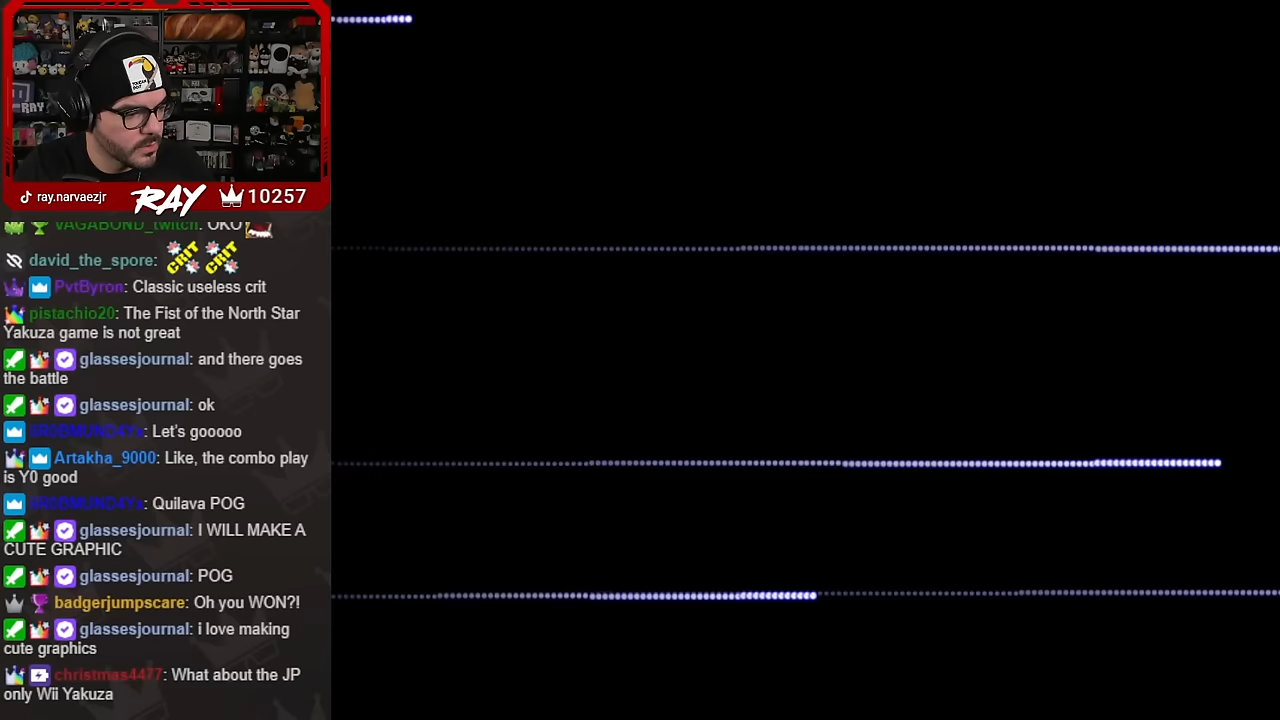 RAY
ray.narvaezjr RAY 10257
VAGABOND_twitch: OKO
david_the_spore: CRIT CRIT
PvtByron: Classic useless crit
pistachio20: The Fist of the North Star
Yakuza game is not great
glassesjournal: and there goes
the battle
glassesjournal: ok
Let's gooooo
Artakha_9000: Like, the combo play
is Y0 good
Quilava POG
glassesjournal: I WILL MAKE A
CUTE GRAPHIC
glassesjournal: POG
badgerjumpscare: Oh you WON?!
glassesjournal: i love making
cute graphics
christmas4477: What about the JP
only Wii Yakuza